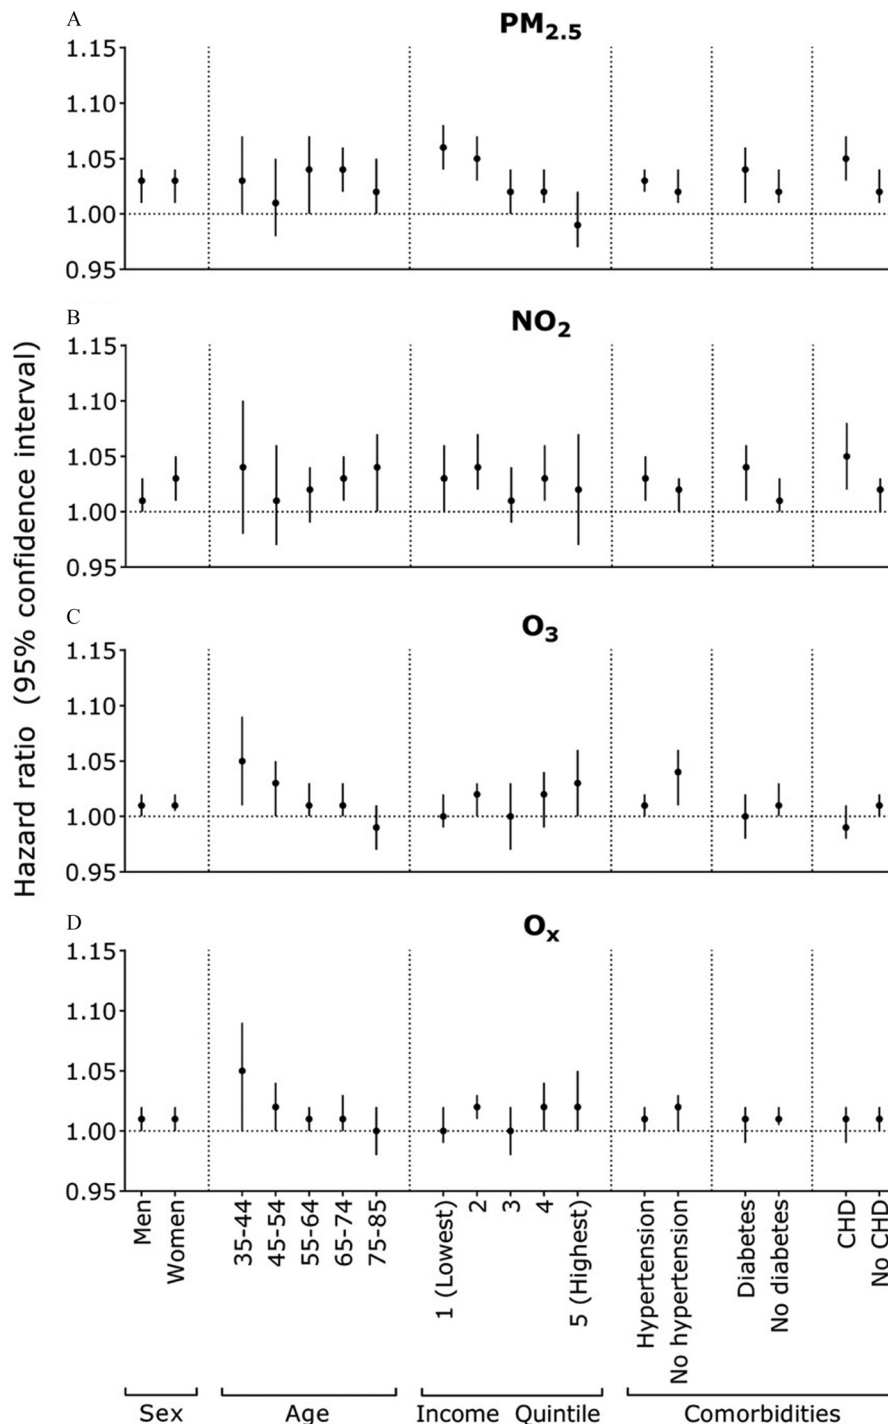 A
PM2.5
1.15
1.10
1.05
1.00
0.95
B
NO2
1.15
1.10
1.05
1.00
0.95
Hazard ratio (95% confidence interval)
C
O3
1.15
1.10
1.05
1.00
0.95
D
Ox
1.15
1.10
1.05
1.00
0.95
Men
Women
35-44
45-54
55-64
65-74
75-85
1 (Lowest)
2
3
4
5 (Highest)
Hypertension
No hypertension
Diabetes
No diabetes
CHD
No CHD
Sex Age Income Quintile Comorbidities